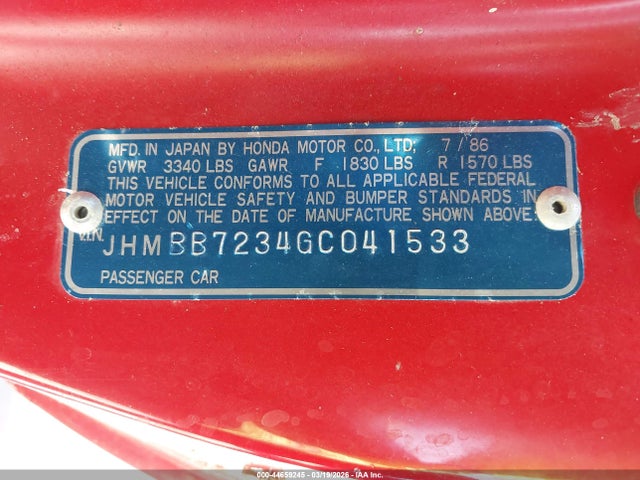 MFD. IN JAPAN BY HONDA MOTOR CO., LTD; 7 / 86
GVWR 3340 LBS GAWR F 1830 LBS R 1570 LBS
THIS VEHICLE CONFORMS TO ALL APPLICABLE FEDERAL
MOTOR VEHICLE SAFETY AND BUMPER STANDARDS IN
EFFECT ON THE DATE OF MANUFACTURE SHOWN ABOVE.
V.I.N. JHMBB7234GC041533
PASSENGER CAR
000-44659245 - 03/19/2026 - IAA Inc.